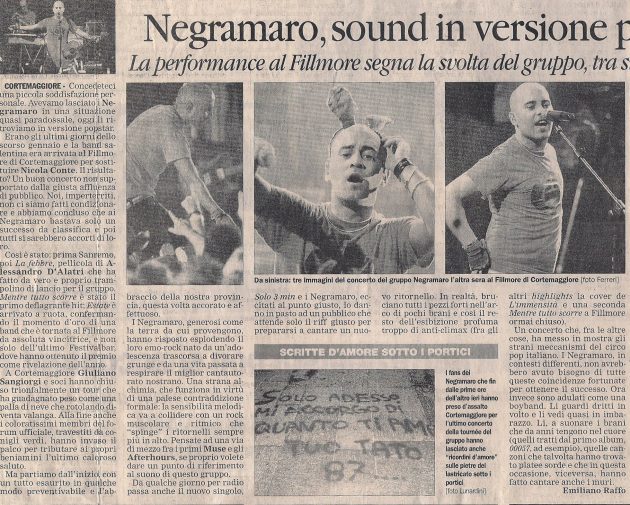 Negramaro, sound in versione p
La performance al Fillmore segna la svolta del gruppo, tra s
CORTEMAGGIORE - Concedeteci
una piccola soddisfazione per-
sonale. Avevamo lasciato i Ne-
gramaro in una situazione
quasi paradossale, oggi li ri-
troviamo in versione popstar.
Erano gli ultimi giorni dello
scorso gennaio e la band sa-
lentina era arrivata al Fillmo-
re di Cortemaggiore per sosti-
tuire Nicola Conte. Il risulta-
to? Un buon concerto non sup-
portato dalla giusta affluenza
di pubblico. Noi, imperterriti,
non ci siamo fatti condiziona-
re e abbiamo concluso che ai
Negramaro bastava solo un
successo da classifica e poi
tutti si sarebbero accorti di lo-
ro.
Così è stato: prima Sanremo,
poi La febbre, pellicola di A-
lessandro D'Alatri che ha
fatto da vero e proprio tram-
polino di lancio per il gruppo.
Mentre tutto scorre è stato il
primo deflagrante hit, Estate è
arrivato a ruota, conferman-
do il momento d'oro di una
band che è tornata al Fillmore
da assoluta vincitrice, e non
solo dell'ultimo Festivalbar,
dove hanno ottenuto il premio
come rivelazione dell'anno.
A Cortemaggiore Giuliano
Sangiorgi e soci hanno chiu-
so trionfalmente un tour che
ha guadagnato peso come una
palla di neve che rotolando di-
venta valanga. Alla fine anche
i coloratissimi membri del fo-
rum ufficiale, travestiti da co-
nigli verdi, hanno invaso il
palco per tributare ai propri
beniamini l'ultimo caloroso
saluto.
Ma partiamo dall'inizio, con
un tutto esaurito in qualche
modo preventivabile e l'ab-
braccio della nostra provincia,
questa volta accorato e af-
fettuoso.
I Negramaro, generosi come
la terra da cui provengono,
hanno risposto esplodendo il
loro emo-rock nato da un'ado-
lescenza trascorsa a divorare
grunge e da una vita passata a
respirare il miglior cantauto-
rato nostrano. Una strana al-
chimia, che funziona in virtù
di una palese contraddizione
formale: la sensibilità melodi-
ca va a collidere con un rock
muscolare e ritmico che
"spinge" il ritornelli sempre
più in alto. Pensate ad una via
di mezzo fra i primi Muse e gli
Afterhours, se proprio volete
dare un punto di riferimento
al suono di questo gruppo.
Da qualche giorno per radio
passa anche il nuovo singolo,
Da sinistra: tre immagini del concerto del gruppo Negramaro l'altra sera al Fillmore di Cortemaggiore [foto Ferreri]
Solo 3 min e i Negramaro, ec-
citati al punto giusto, lo dan-
no in pasto ad un pubblico che
attende solo il riff giusto per
prepararsi a cantare un nuo-
vo ritornello. In realtà, bru-
ciano tutti i pezzi forti nell'ar-
co di pochi brani e così il re-
sto dell'esibizione profuma
troppo di anti-climax (fra gli
SCRITTE D'AMORE SOTTO I PORTICI
SOLO
QUANTO TI AM
TVO TATO
87
I fans dei
Negramaro che fin
dalle prime ore
dell'altro ieri hanno
preso d'assalto
Cortemaggiore per
l'ultimo concerto
della tournée del
gruppo hanno
lasciato anche
"ricordini d'amore"
sulle pietre del
lastricato sotto i
portici
[foto Lunardini]
altri highlights la cover de
L'immensità e una seconda
Mentre tutto scorre a Fillmore
ormai chiuso).
Un concerto che, fra le altre
cose, ha messo in mostra gli
strani meccanismi del circo
pop italiano. I Negramaro, in
contesti differenti, non avreb-
bero avuto bisogno di tutte
queste coincidenze fortunate
per ottenere il successo. Ora
invece sono adulati come una
boyband. Li guardi dritti in
volto e li vedi quasi in imba-
razzo. Lì, a suonare i brani
che da anni tengono nel cuore
(quelli tratti dal primo album,
00057, ad esempio), quelle can-
zoni che talvolta hanno trova-
to platee sorde e che in questa
occasione, viceversa, hanno
fatto cantare anche i muri.
Emiliano Raffo